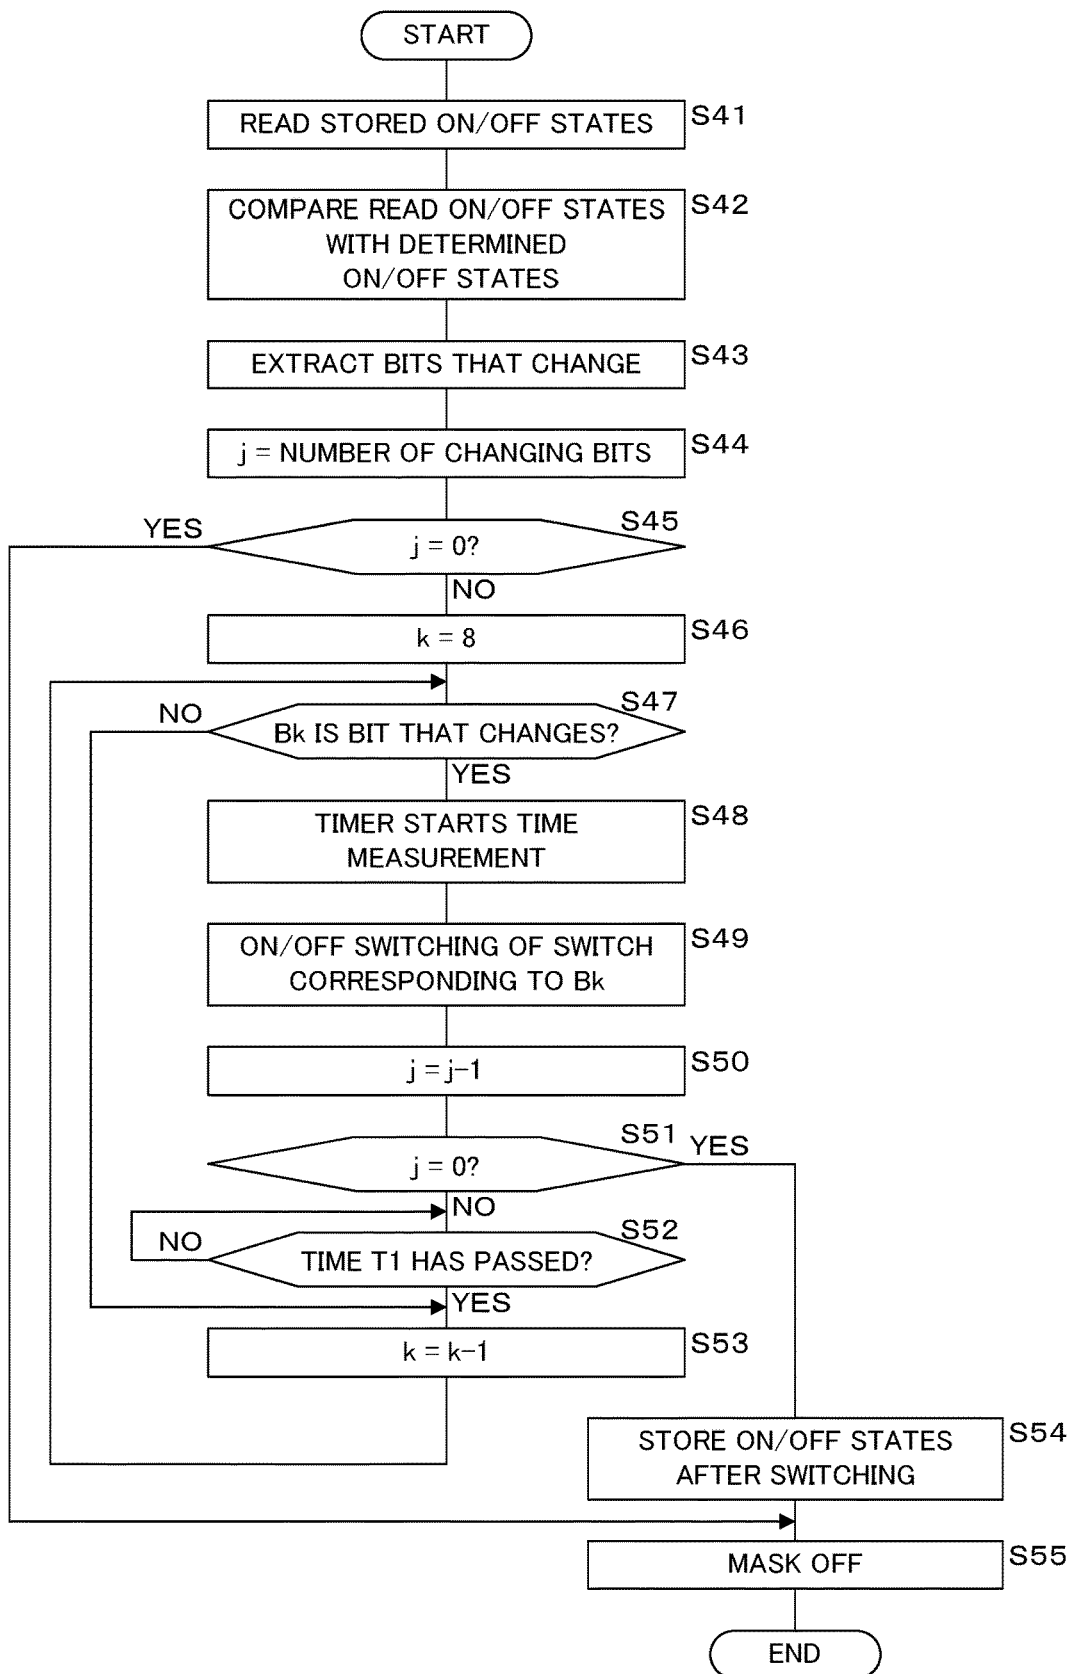 START
READ STORED ON/OFF STATES
S41
COMPARE READ ON/OFF STATES
WITH DETERMINED
ON/OFF STATES
S42
EXTRACT BITS THAT CHANGE
S43
j = NUMBER OF CHANGING BITS
S44
S45
YES
j = 0?
NO
k = 8
S46
S47
NO
Bk IS BIT THAT CHANGES?
YES
TIMER STARTS TIME
MEASUREMENT
S48
ON/OFF SWITCHING OF SWITCH
CORRESPONDING TO Bk
S49
j = j-1
S50
S51
YES
j = 0?
NO
S52
NO
TIME T1 HAS PASSED?
YES
k = k-1
S53
STORE ON/OFF STATES
AFTER SWITCHING
S54
MASK OFF
S55
END